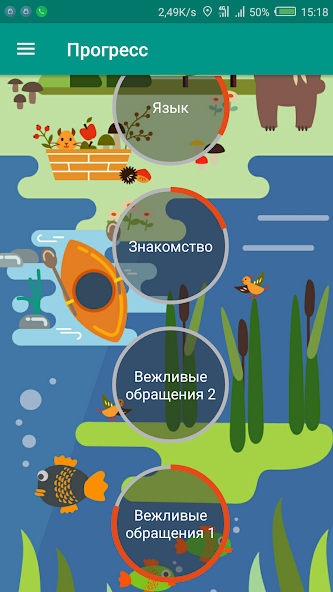 2,49K/s 50% 15:18
Прогресс
Язык
Знакомство
Вежливые
обращения 2
Вежливые
обращения 1